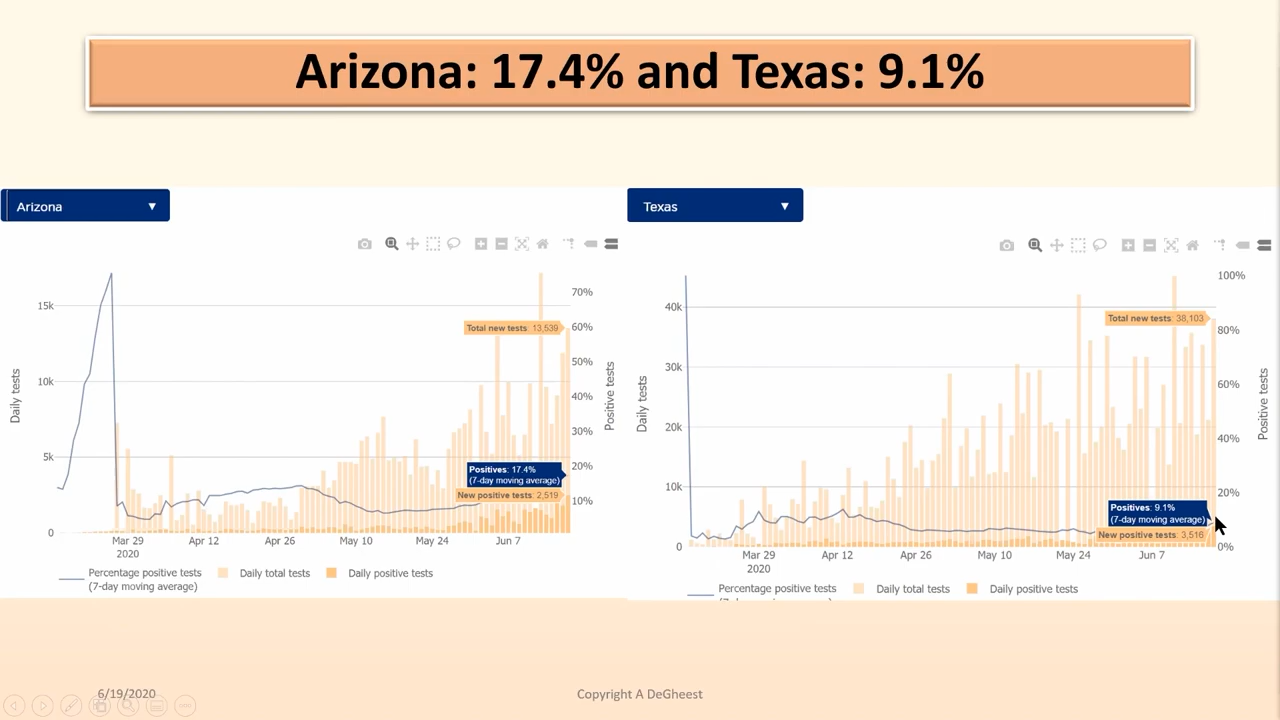 Arizona: 17.4% and Texas: 9.1%
Arizona
15k
10k
5k
0
Daily tests
70%
60%
50%
40%
30%
20%
10%
Positive tests
Total new tests: 13,539
Positives: 17.4%
(7-day moving average)
New positive tests: 2,519
Mar 29
2020
Apr 12
Apr 26
May 10
May 24
Jun 7
Percentage positive tests
(7-day moving average)
Daily total tests
Daily positive tests
Texas
40k
30k
20k
10k
0
Daily tests
100%
80%
60%
40%
20%
0%
Positive tests
Total new tests: 38,103
Positives: 9.1%
(7-day moving average)
New positive tests: 3,516
Mar 29
2020
Apr 12
Apr 26
May 10
May 24
Jun 7
Percentage positive tests
Daily total tests
Daily positive tests
6/19/2020
Copyright A DeGheest